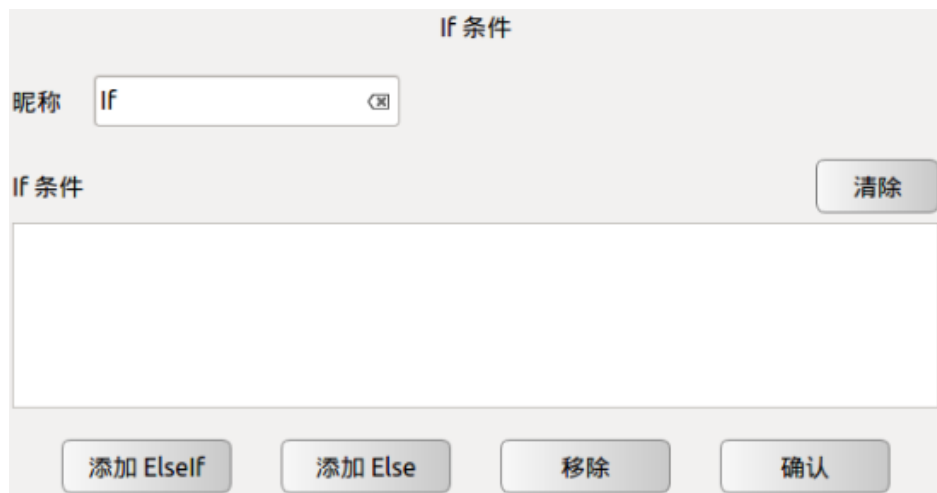 If 条件
昵称 If
If 条件 清除
添加 ElseIf 添加 Else 移除 确认